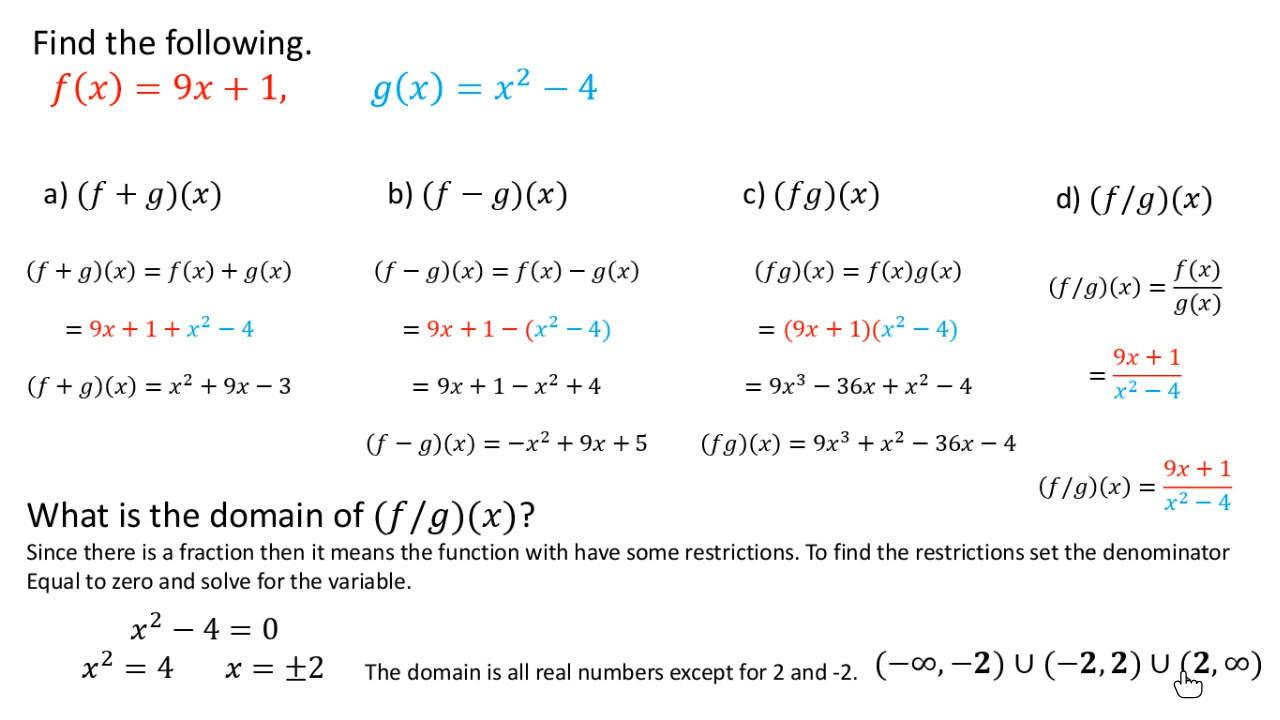 Find the following.
f(x) = 9x + 1, g(x) = x² − 4
a) (f + g)(x)
(f + g)(x) = f(x) + g(x)
= 9x + 1 + x² − 4
(f + g)(x) = x² + 9x − 3
b) (f − g)(x)
(f − g)(x) = f(x) − g(x)
= 9x + 1 − (x² − 4)
= 9x + 1 − x² + 4
(f − g)(x) = −x² + 9x + 5
c) (fg)(x)
(fg)(x) = f(x)g(x)
= (9x + 1)(x² − 4)
= 9x³ − 36x + x² − 4
(fg)(x) = 9x³ + x² − 36x − 4
d) (f/g)(x)
(f/g)(x) = f(x)/g(x)
= (9x + 1)/(x² − 4)
(f/g)(x) = (9x + 1)/(x² − 4)
What is the domain of (f/g)(x)?
Since there is a fraction then it means the function with have some restrictions. To find the restrictions set the denominator
Equal to zero and solve for the variable.
x² − 4 = 0
x² = 4 x = ±2
The domain is all real numbers except for 2 and -2. (−∞, −2) ∪ (−2, 2) ∪ (2, ∞)